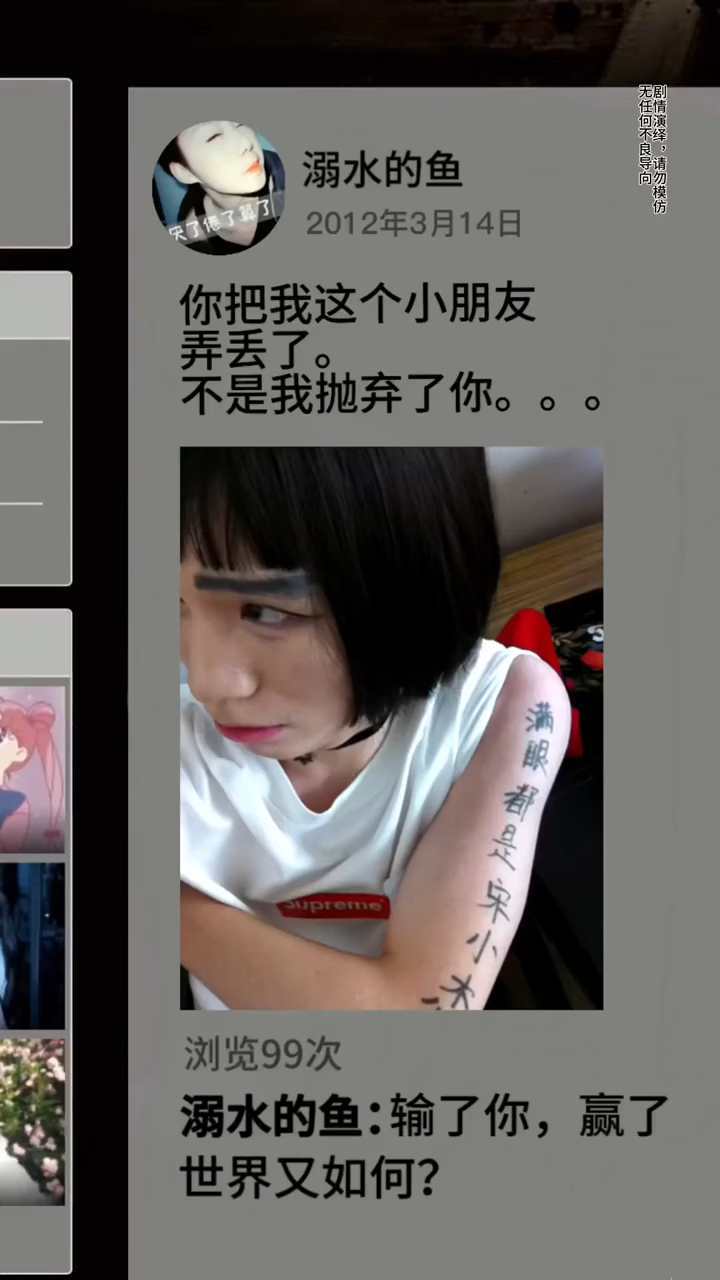 剧情演绎，请勿模仿
无任何不良导向
溺水的鱼
2012年3月14日
哭了倦了算了
你把我这个小朋友
弄丢了。
不是我抛弃了你。。。
满眼都是宋小
Supreme
浏览99次
溺水的鱼：输了你，赢了
世界又如何？